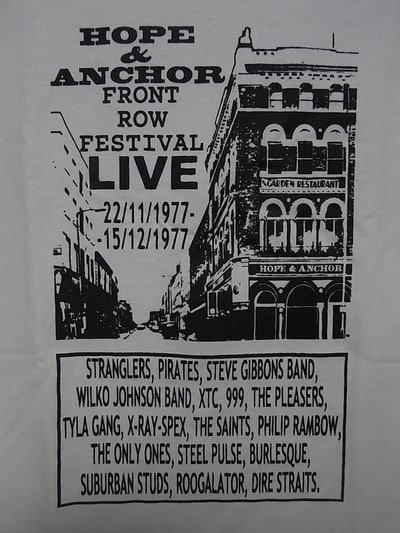 HOPE
&
ANCHOR
FRONT
ROW
FESTIVAL
LIVE
-22/11/1977-
-15/12/1977
GARDEN RESTAURANT
HOPE & ANCHOR
STRANGLERS, PIRATES, STEVE GIBBONS BAND,
WILKO JOHNSON BAND, XTC, 999, THE PLEASERS,
TYLA GANG, X-RAY-SPEX, THE SAINTS, PHILIP RAMBOW,
THE ONLY ONES, STEEL PULSE, BURLESQUE,
SUBURBAN STUDS, ROOGALATOR, DIRE STRAITS.